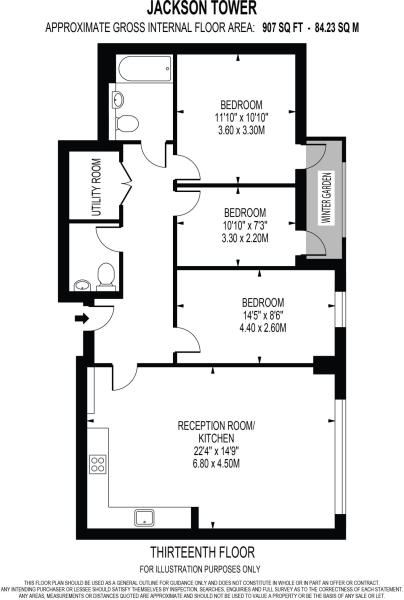 JACKSON TOWER
APPROXIMATE GROSS INTERNAL FLOOR AREA: 907 SQ FT - 84.23 SQ M
BEDROOM
11'10" x 10'10"
3.60 x 3.30M
UTILITY ROOM
WINTER GARDEN
BEDROOM
10'10" x 7'3"
3.30 x 2.20M
BEDROOM
14'5" x 8'6"
4.40 x 2.60M
RECEPTION ROOM/
KITCHEN
22'4" x 14'9"
6.80 x 4.50M
THIRTEENTH FLOOR
FOR ILLUSTRATION PURPOSES ONLY
THIS FLOOR PLAN SHOULD BE USED AS A GENERAL OUTLINE FOR GUIDANCE ONLY AND DOES NOT CONSTITUTE IN WHOLE OR IN PART AN OFFER OR CONTRACT.
ANY INTENDING PURCHASER OR LESSEE SHOULD SATISFY THEMSELVES BY INSPECTION, SEARCHES, ENQUIRIES AND FULL SURVEY AS TO THE CORRECTNESS OF EACH STATEMENT.
ANY AREAS, MEASUREMENTS OR DISTANCES QUOTED ARE APPROXIMATE AND SHOULD NOT BE USED TO VALUE A PROPERTY OR BE THE BASIS OF ANY SALE OR LET.